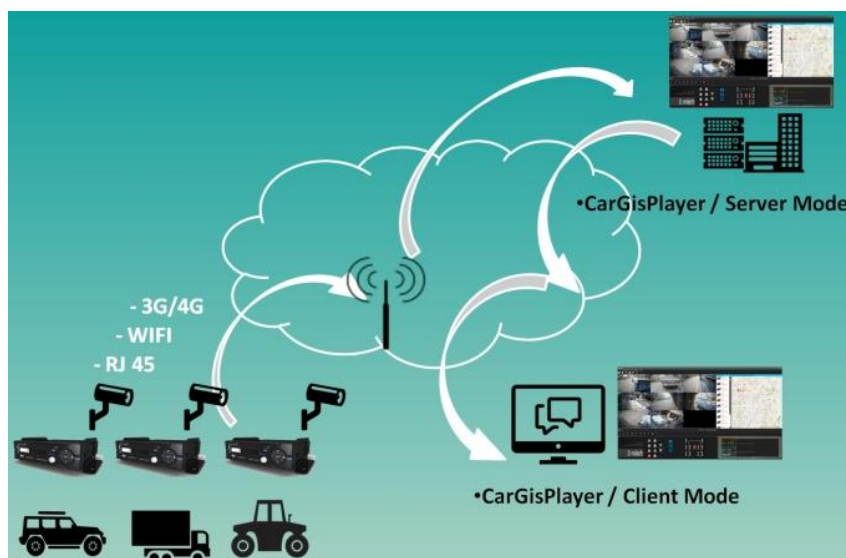 •CarGisPlayer / Server Mode
- 3G/4G
- WIFI
- RJ 45
•CarGisPlayer / Client Mode